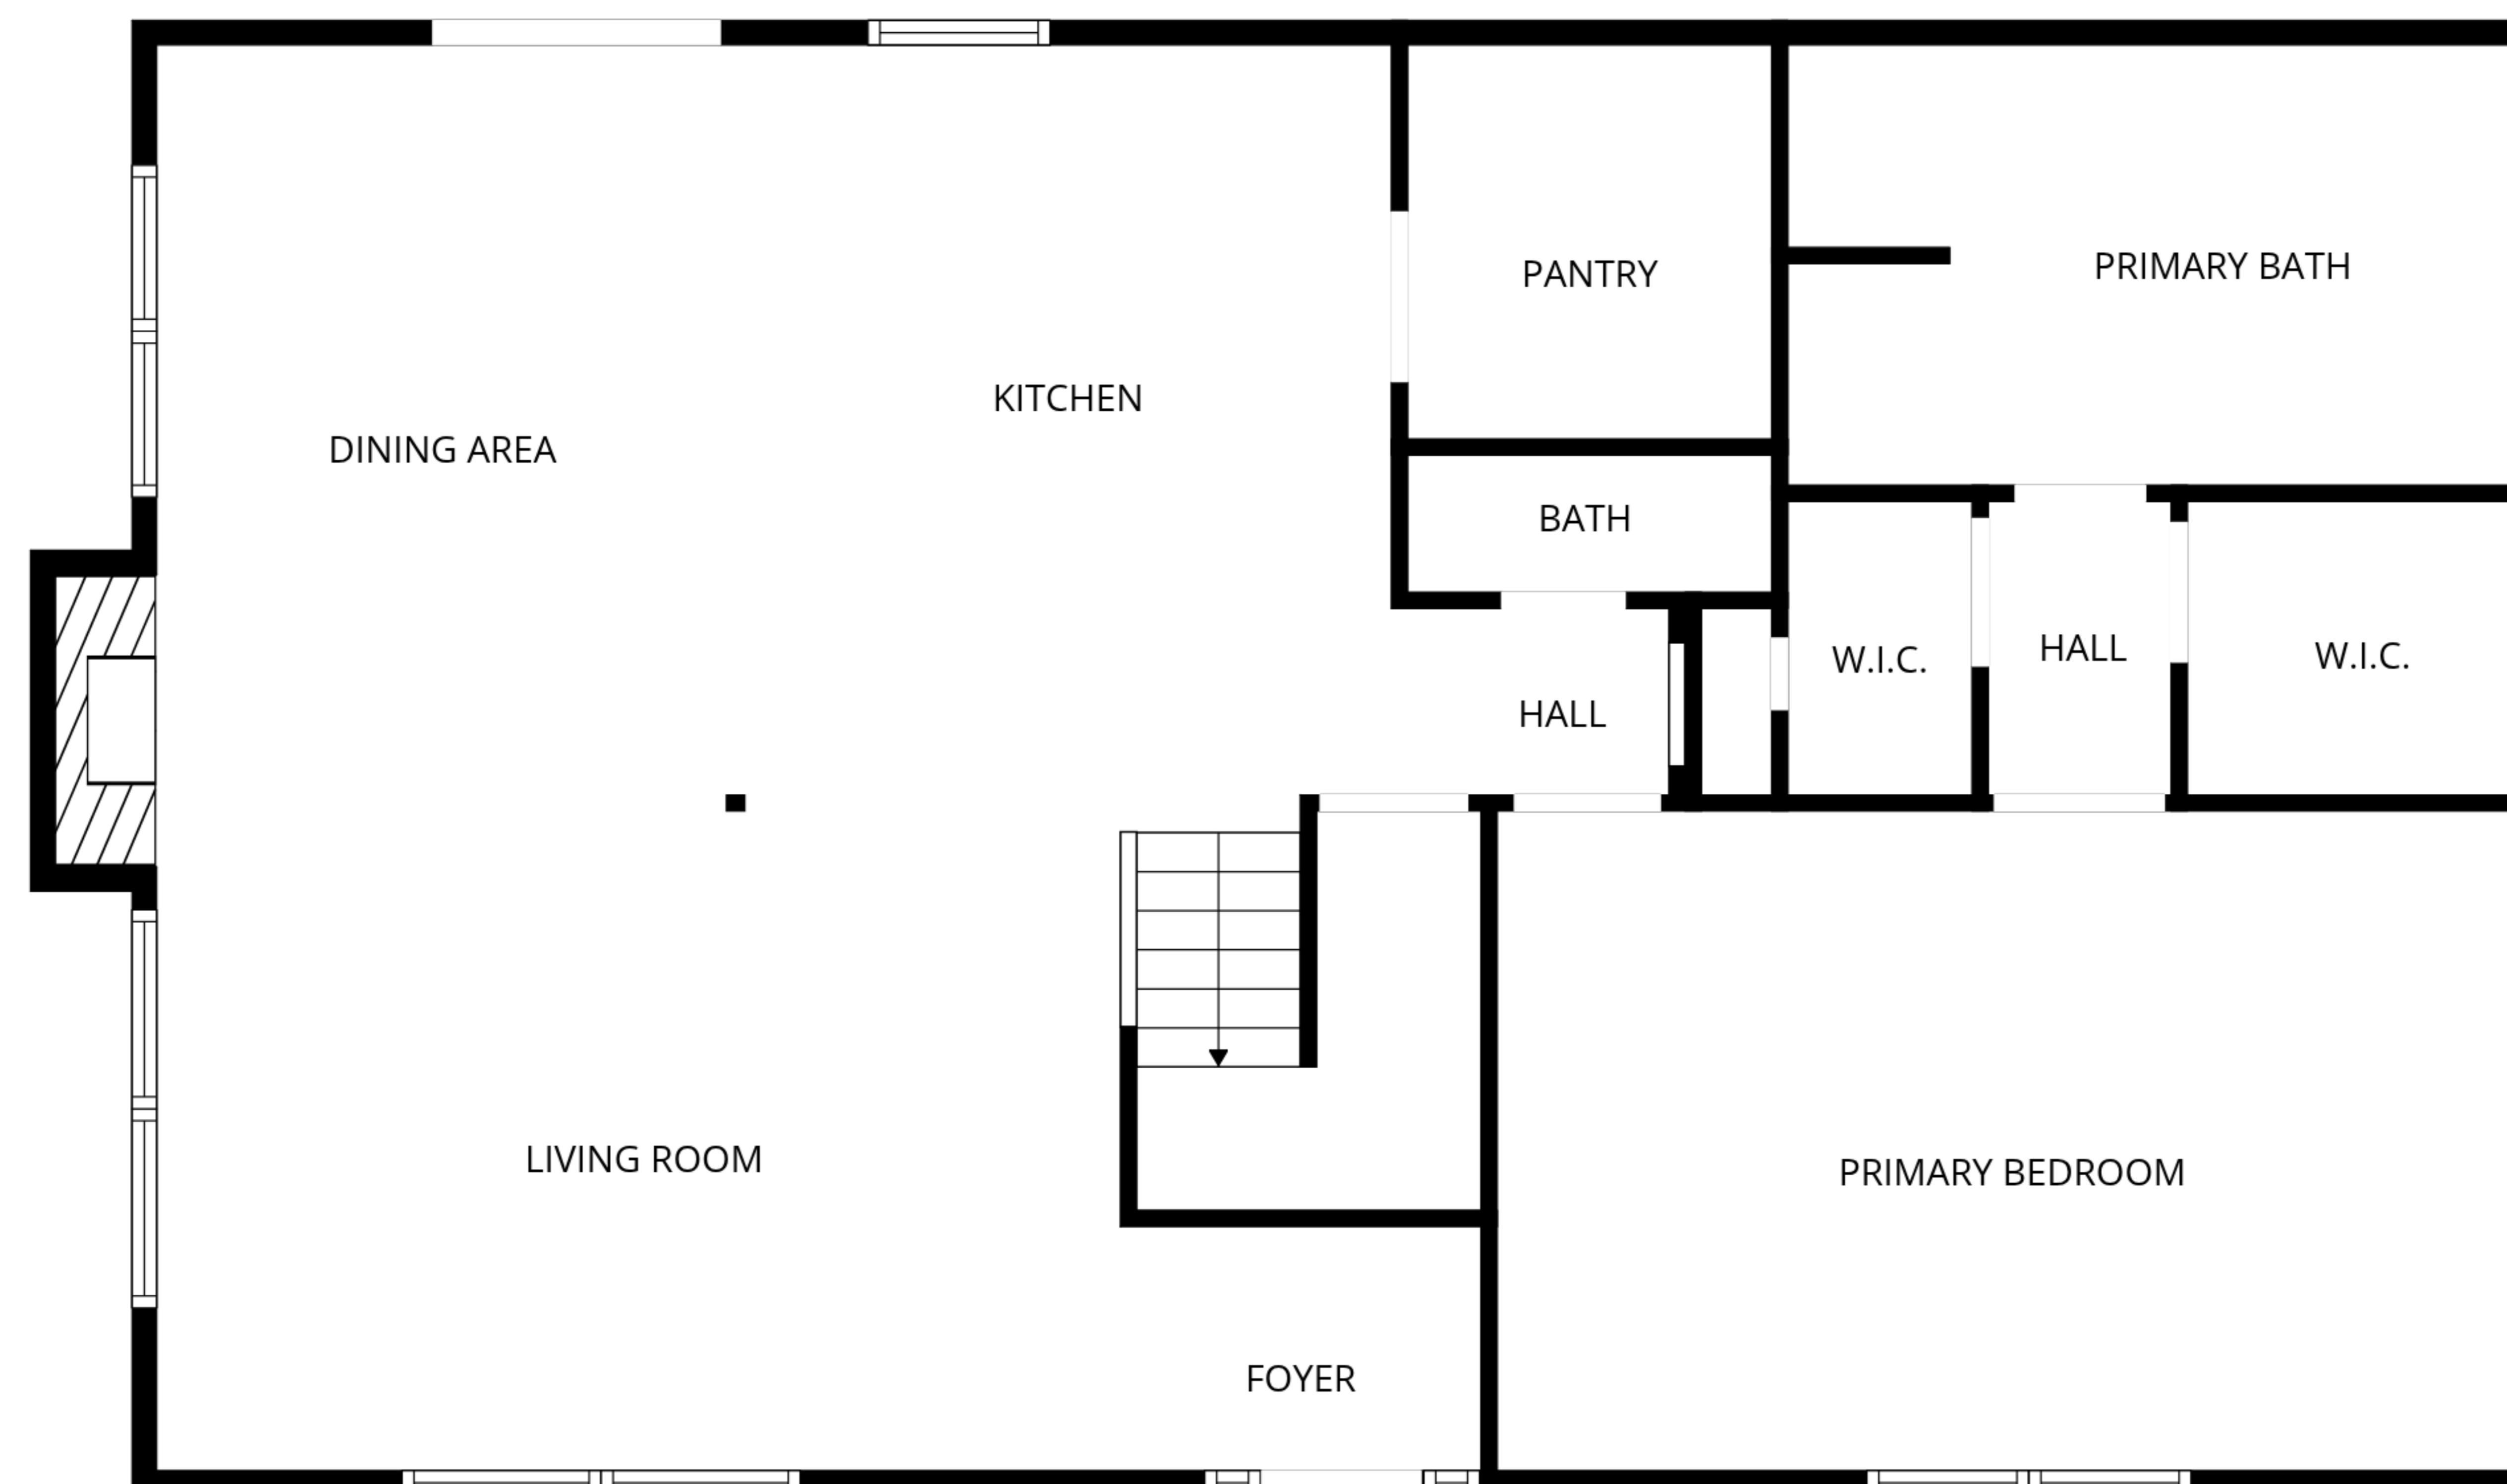 PRIMARY BATH
PANTRY
KITCHEN
DINING AREA
BATH
HALL
W.I.C.
W.I.C.
HALL
LIVING ROOM
PRIMARY BEDROOM
FOYER